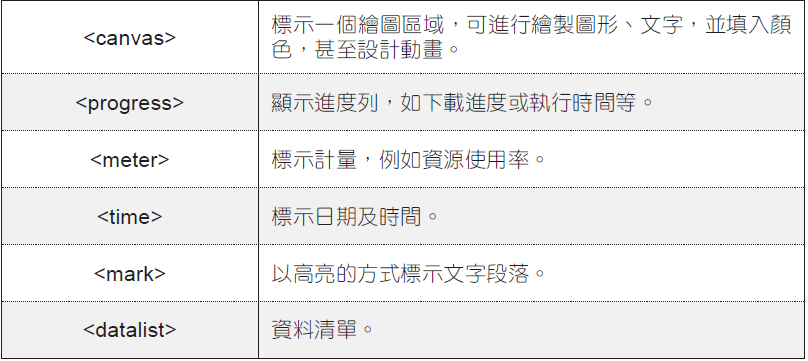 <canvas>
標示一個繪圖區域，可進行繪製圖形、文字，並填入顏
色，甚至設計動畫。
<progress>
顯示進度列，如下載進度或執行時間等。
<meter>
標示計量，例如資源使用率。
<time>
標示日期及時間。
<mark>
以高亮的方式標示文字段落。
<datalist>
資料清單。